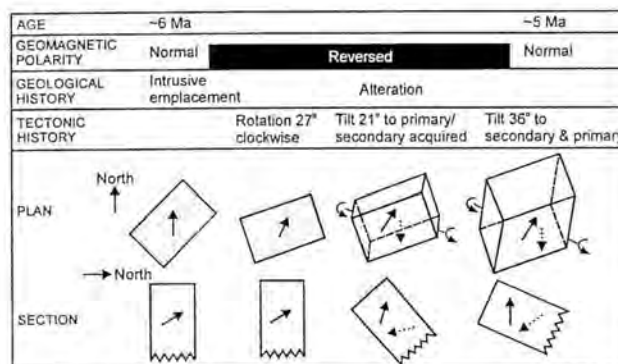 AGE ~6 Ma ~5 Ma
GEOMAGNETIC POLARITY Normal Reversed Normal
GEOLOGICAL HISTORY Intrusive emplacement Alteration
TECTONIC HISTORY Rotation 27° clockwise Tilt 21° to primary/ secondary acquired Tilt 36° to secondary & primary
North
PLAN
North
SECTION